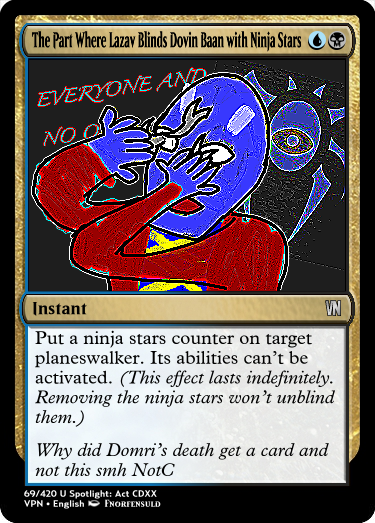 The Part Where Lazav Blinds Dovin Baan with Ninja Stars
EVERYONE AND
NO O
Instant
VN
Put a ninja stars counter on target
planeswalker. Its abilities can't be
activated. (This effect lasts indefinitely.
Removing the ninja stars won't unblind
them.)
Why did Domri's death get a card and
not this smh NotC
69/420 U Spotlight: Act CDXX
VPN • English Fnorfensuld